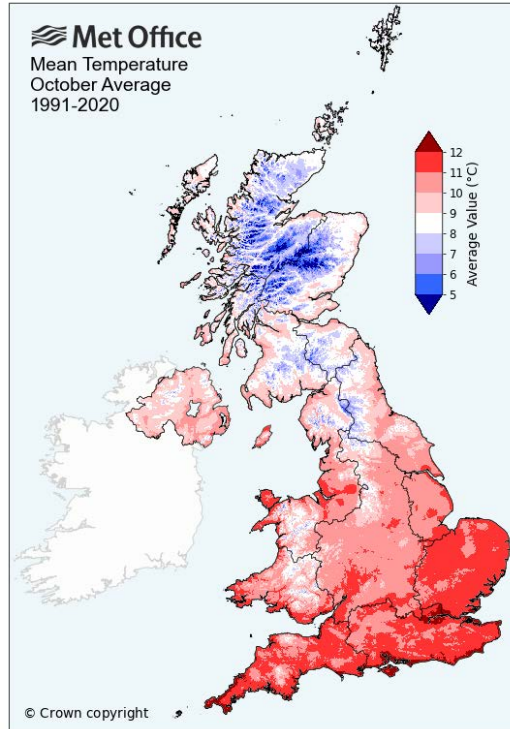 Met Office
Mean Temperature
October Average
1991-2020
12
11
10
9
8
7
6
5
Average Value (°C)
© Crown copyright